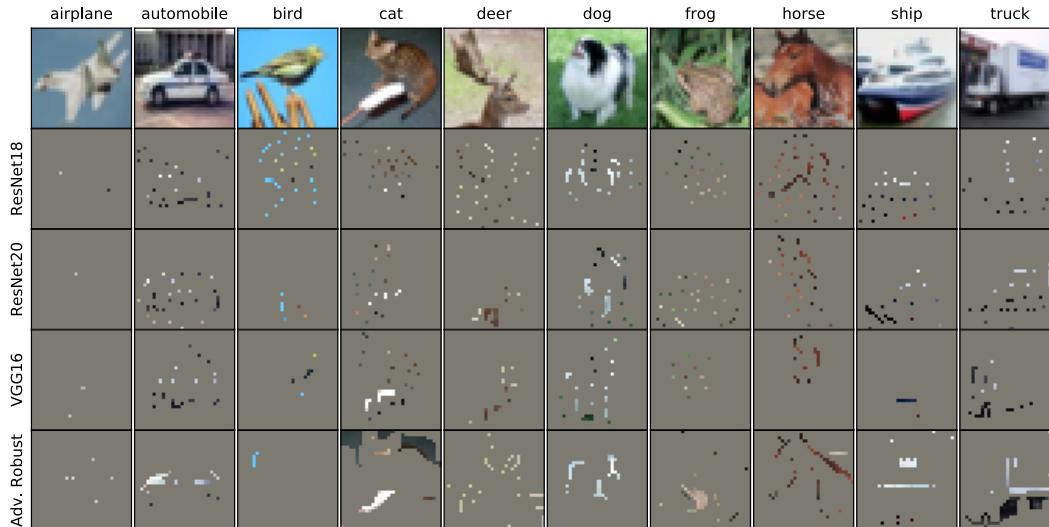 airplane automobile bird cat deer dog frog horse ship truck
ResNet18
ResNet20
VGG16
Adv. Robust